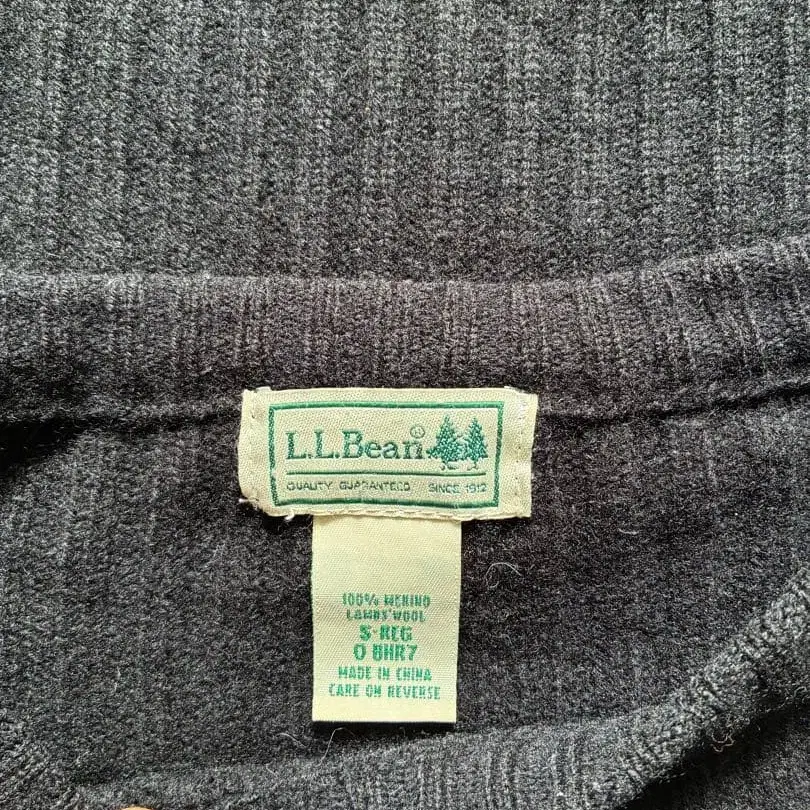 L.L.Bean®
QUALITY GUARANTEED SINCE 1912
100% MERINO
LAMBS' WOOL
S-REG
0 8HR7
MADE IN CHINA
CARE ON REVERSE